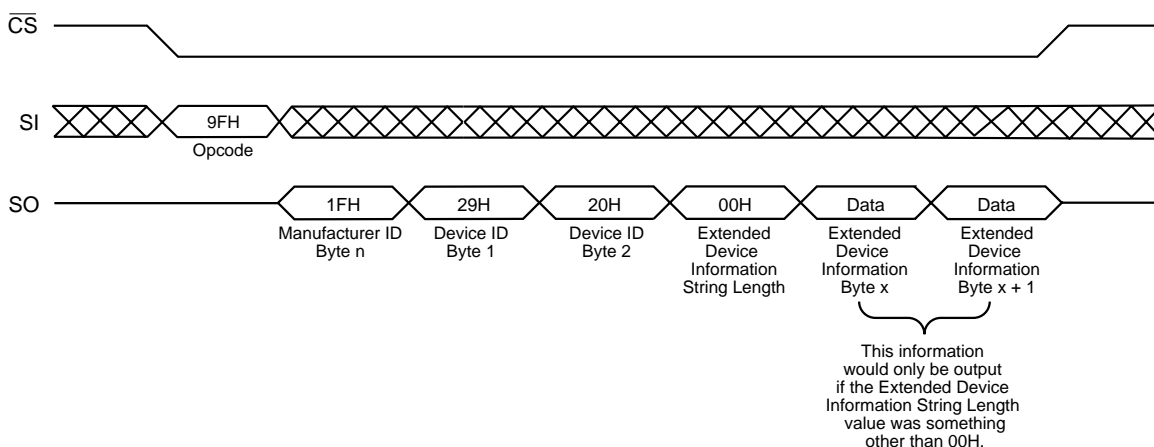 CS
SI
9FH
Opcode
SO
1FH
29H
20H
00H
Data
Data
Manufacturer ID
Byte n
Device ID
Byte 1
Device ID
Byte 2
Extended
Device
Information
String Length
Extended
Device
Information
Byte x
Extended
Device
Information
Byte x + 1
This information
would only be output
if the Extended Device
Information String Length
value was something
other than 00H.